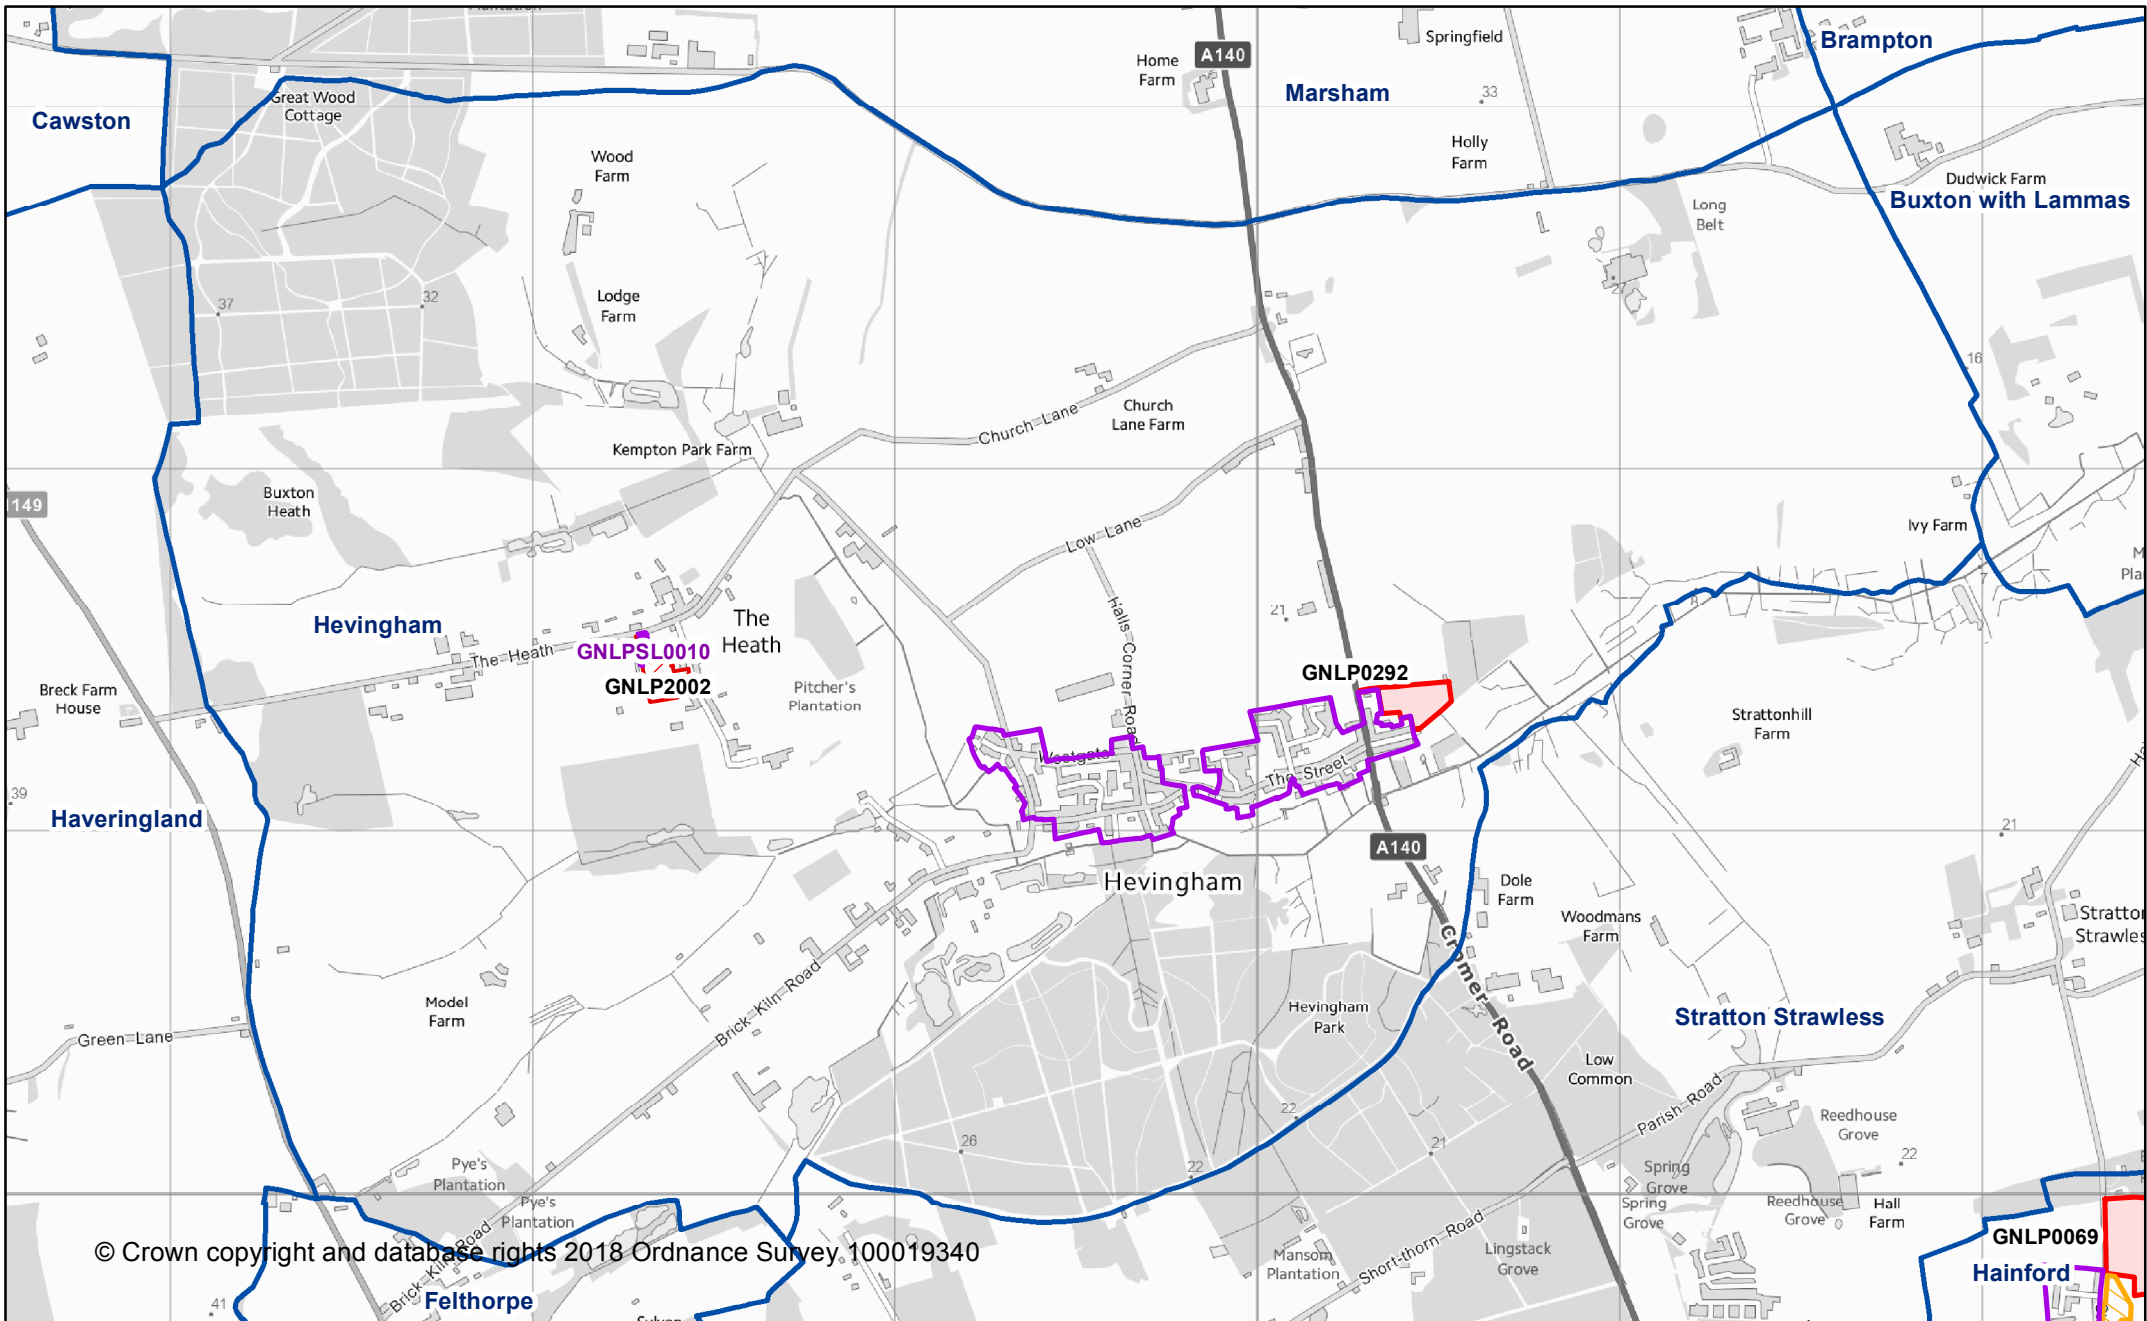 Plantation
A140
Springfield
Brampton
Home
Farm
Marsham
33
Cawston
Great Wood
Cottage
Holly
Farm
Wood
Farm
Dudwick Farm
Buxton with Lammas
Long
Belt
37
32
Lodge
Farm
27
16
Church Lane
Church
Lane Farm
Kempton Park Farm
Buxton
Heath
1149
Low Lane
Ivy Farm
7
8
Halls Corner Road
21
Hevingham
The
Heath
The Heath
GNLPSL0010
GNLP2002
GNLP0292
Pitcher's
Plantation
Breck Farm
House
Strattonhill
Farm
Westgate
The Street
39
Haveringland
21
A140
Hevingham
Dole
Farm
Woodmans
Farm
Cromer Road
Brick Kiln Road
Model
Farm
Hevingham
Park
Green Lane
Stratton Strawless
Low
Common
22
Parish Road
Reedhouse
Grove
26
21
22
Pye's
Plantation
22
Spring
Grove
Pye's
Plantation
Spring
Grove
Reedhouse
Grove
Hall
Farm
GNLP0069
Short-thorn Road
Mansom
Plantation
Lingstack
Grove
© Crown copyright and database rights 2018 Ordnance Survey 100019340
Hainford
Brick Kiln Road
Felthorpe
41